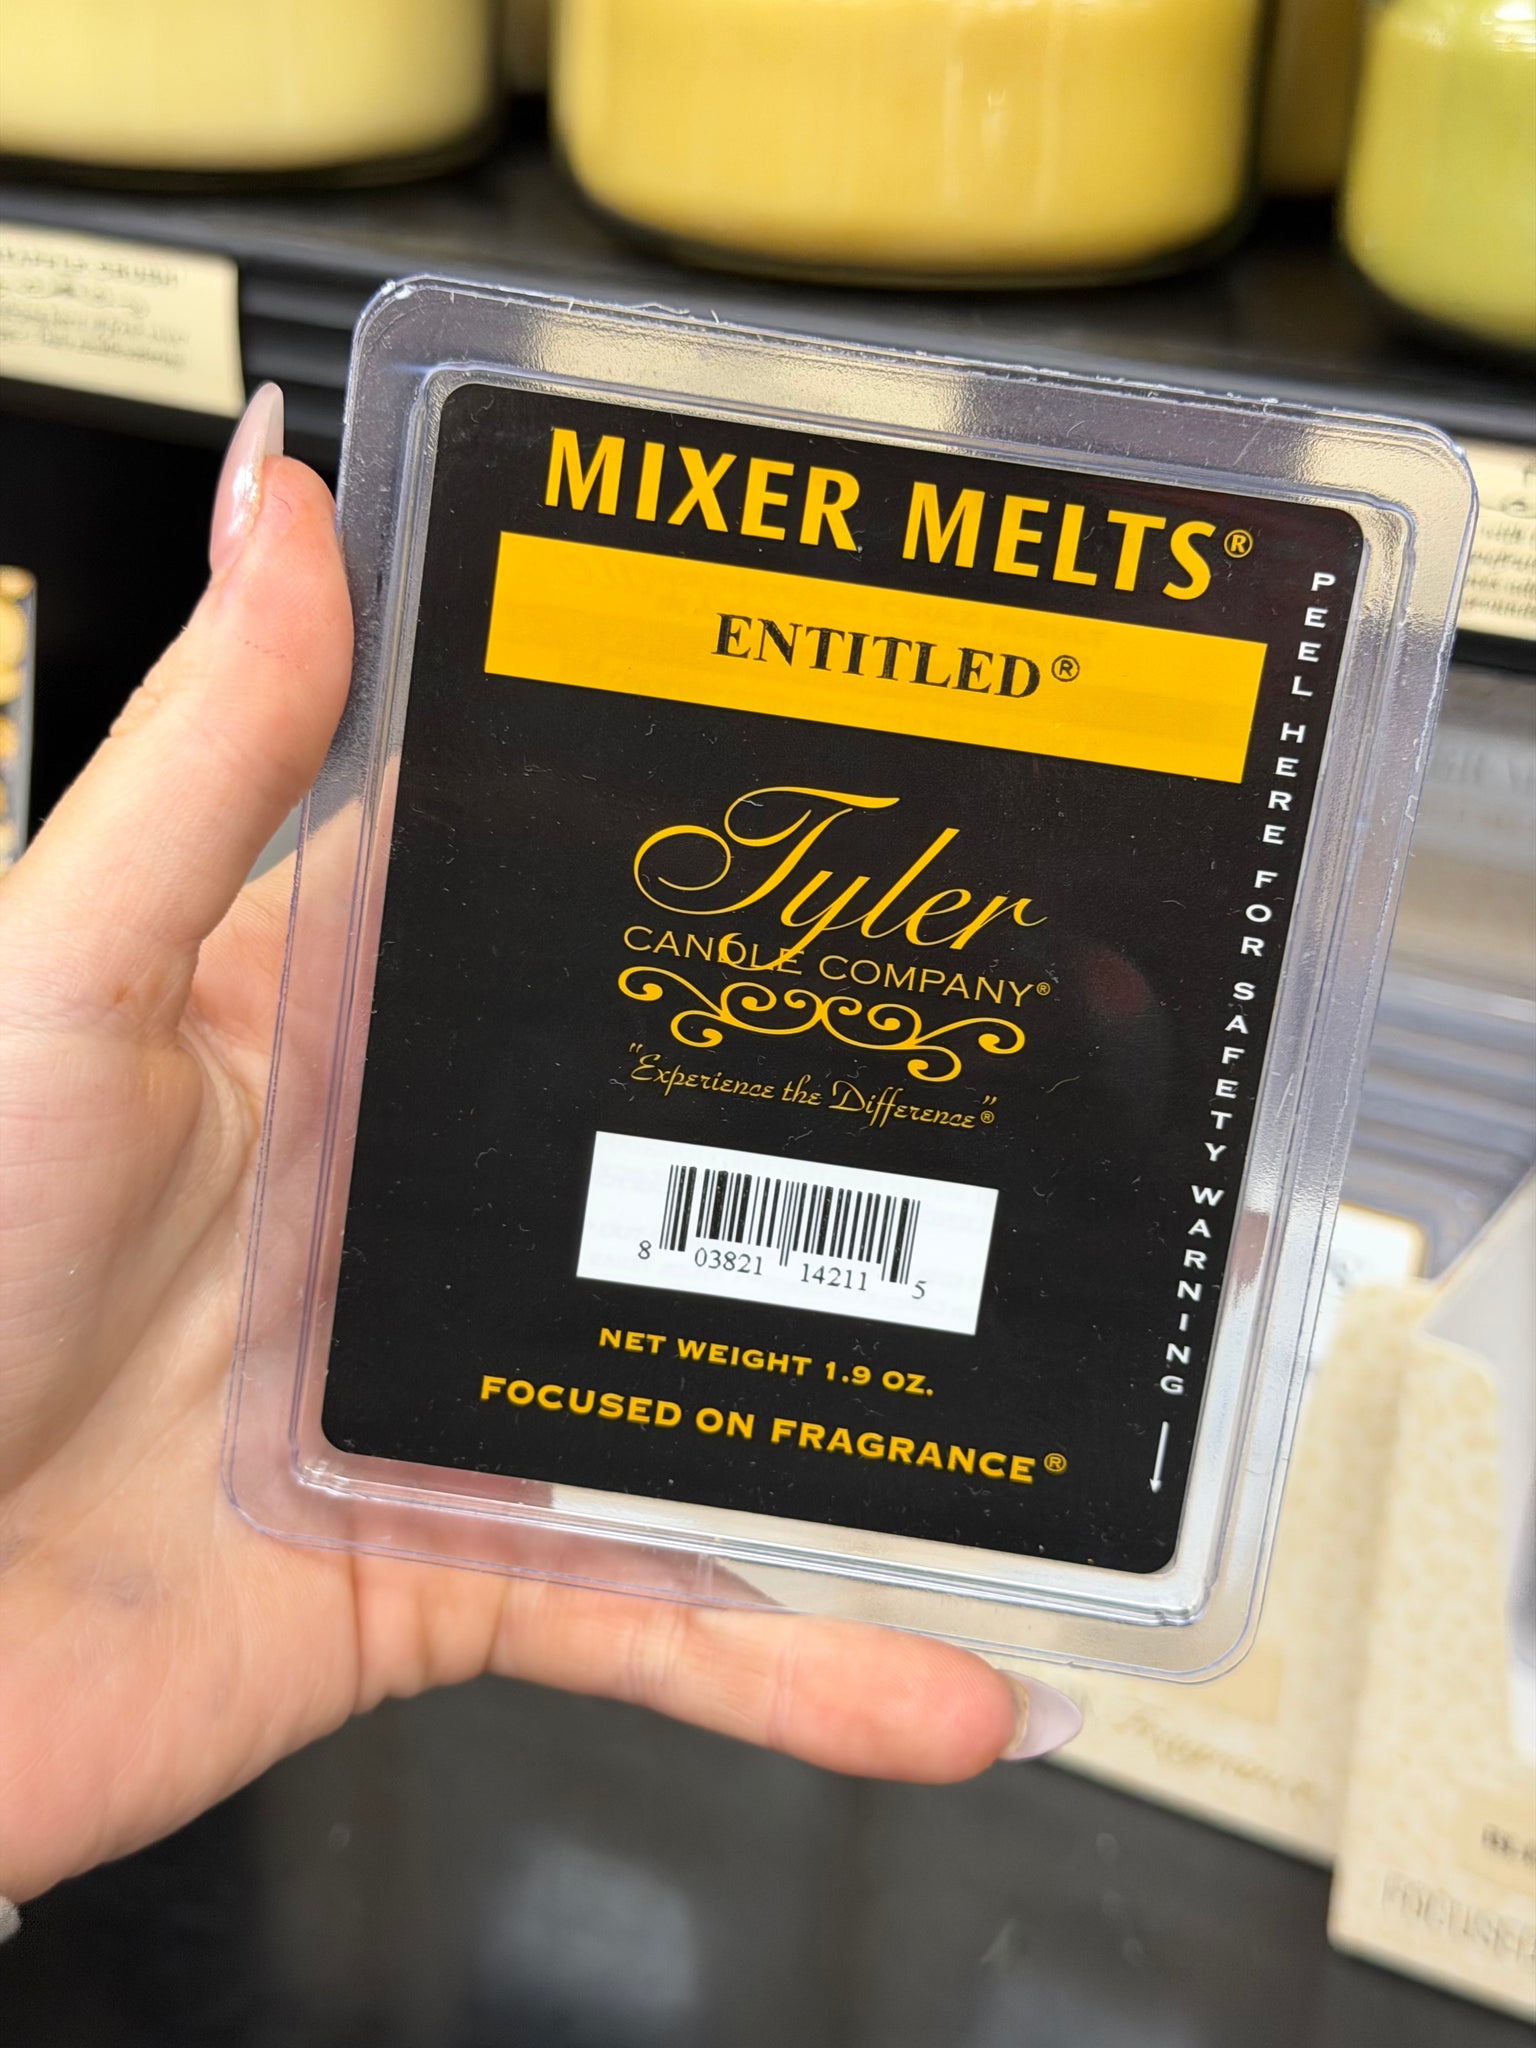 MIXER MELTS®
ENTITLED®
Tyler
CANDLE COMPANY®
"Experience the Difference"®
8 03821 14211 5
NET WEIGHT 1.9 OZ.
FOCUSED ON FRAGRANCE®
PEEL HERE FOR SAFETY WARNING